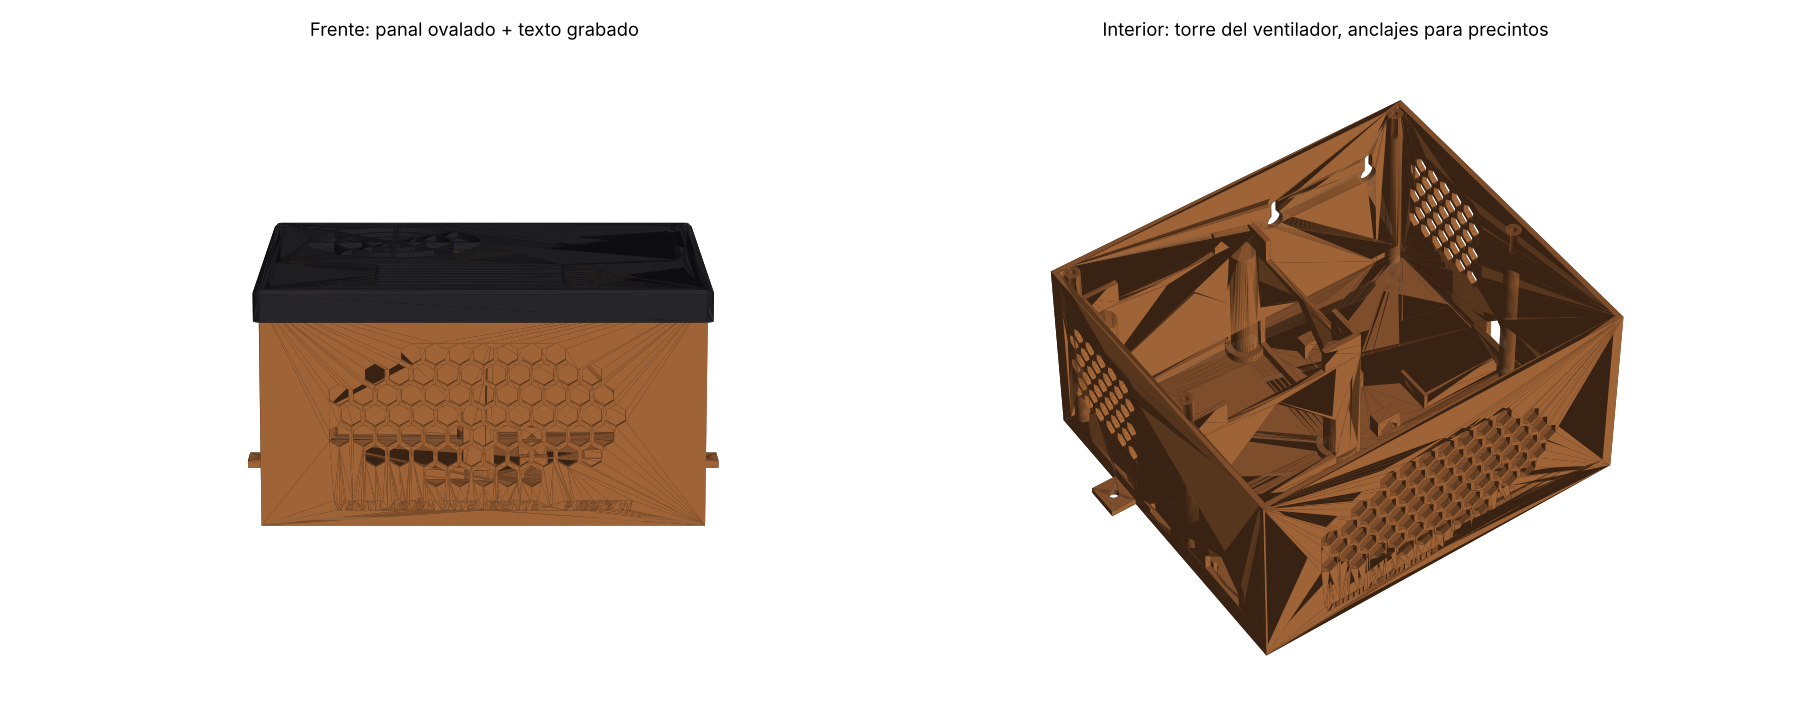 Frente: panal ovalado + texto grabado
Interior: torre del ventilador, anclajes para precintos